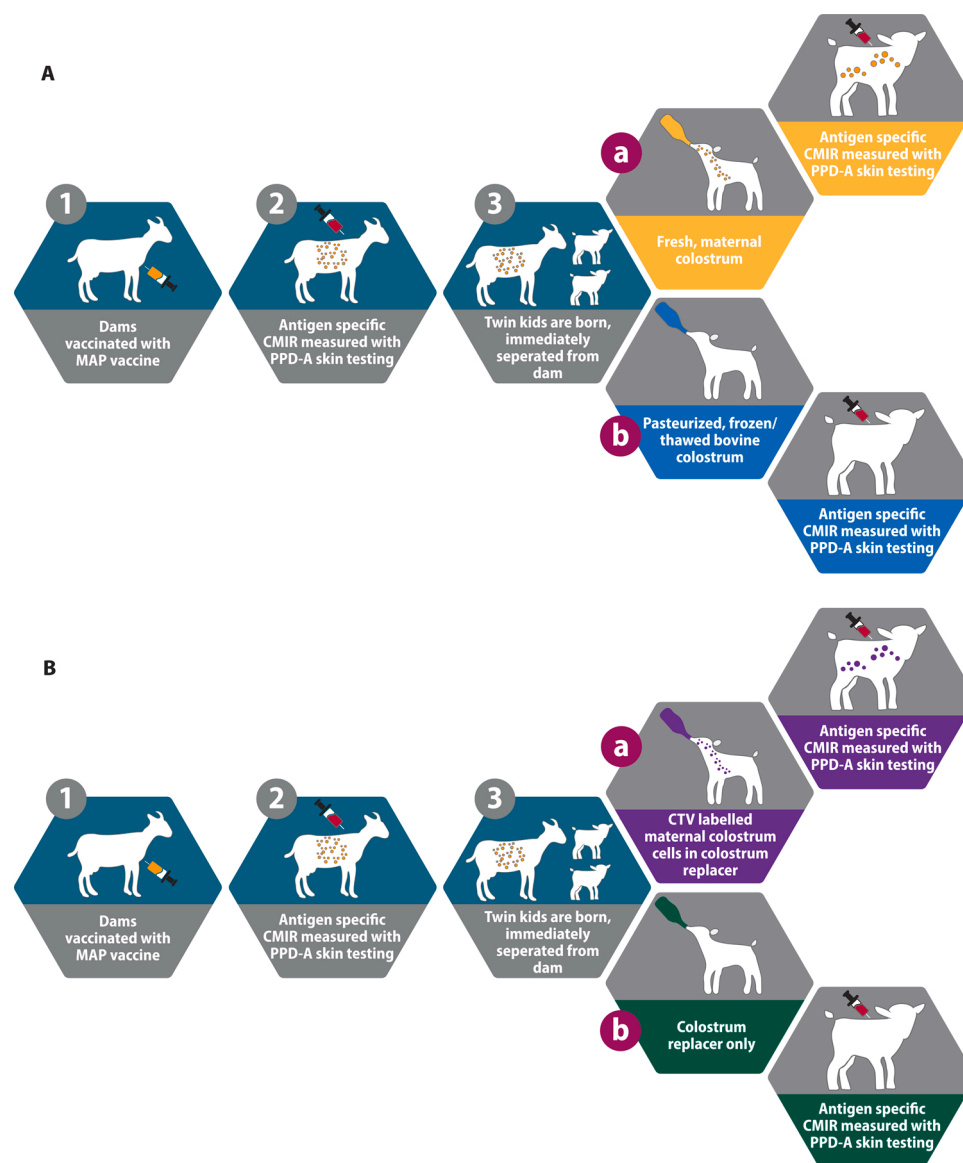 A
1
Dams
vaccinated with
MAP vaccine
2
Antigen specific
CMIR measured with
PPD-A skin testing
3
Twin kids are born,
immediately
seperated from
dam
a
Fresh, maternal
colostrum
Antigen specific
CMIR measured with
PPD-A skin testing
b
Pasteurized, frozen/
thawed bovine
colostrum
Antigen specific
CMIR measured with
PPD-A skin testing
B
1
Dams
vaccinated with
MAP vaccine
2
Antigen specific
CMIR measured with
PPD-A skin testing
3
Twin kids are born,
immediately
seperated from
dam
a
CTV labelled
maternal colostrum
cells in colostrum
replacer
Antigen specific
CMIR measured with
PPD-A skin testing
b
Colostrum
replacer only
Antigen specific
CMIR measured with
PPD-A skin testing